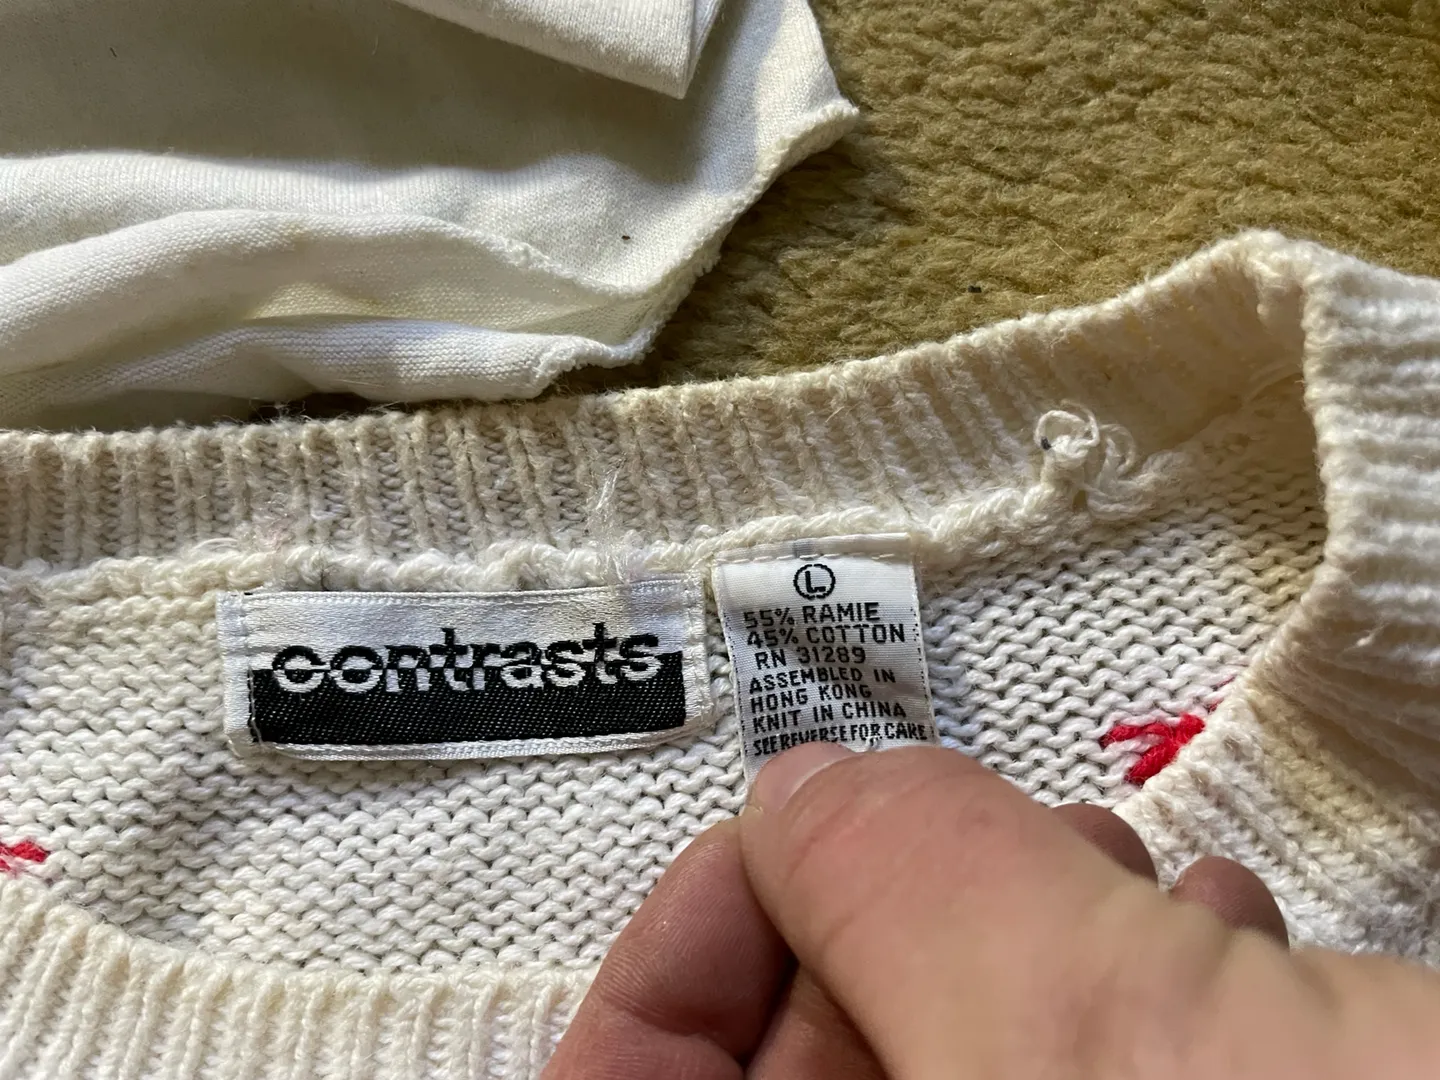 contrasts
L
55% RAMIE
45% COTTON
RN 31289
ASSEMBLED IN
HONG KONG
KNIT IN CHINA
SEE REVERSE FOR CARE